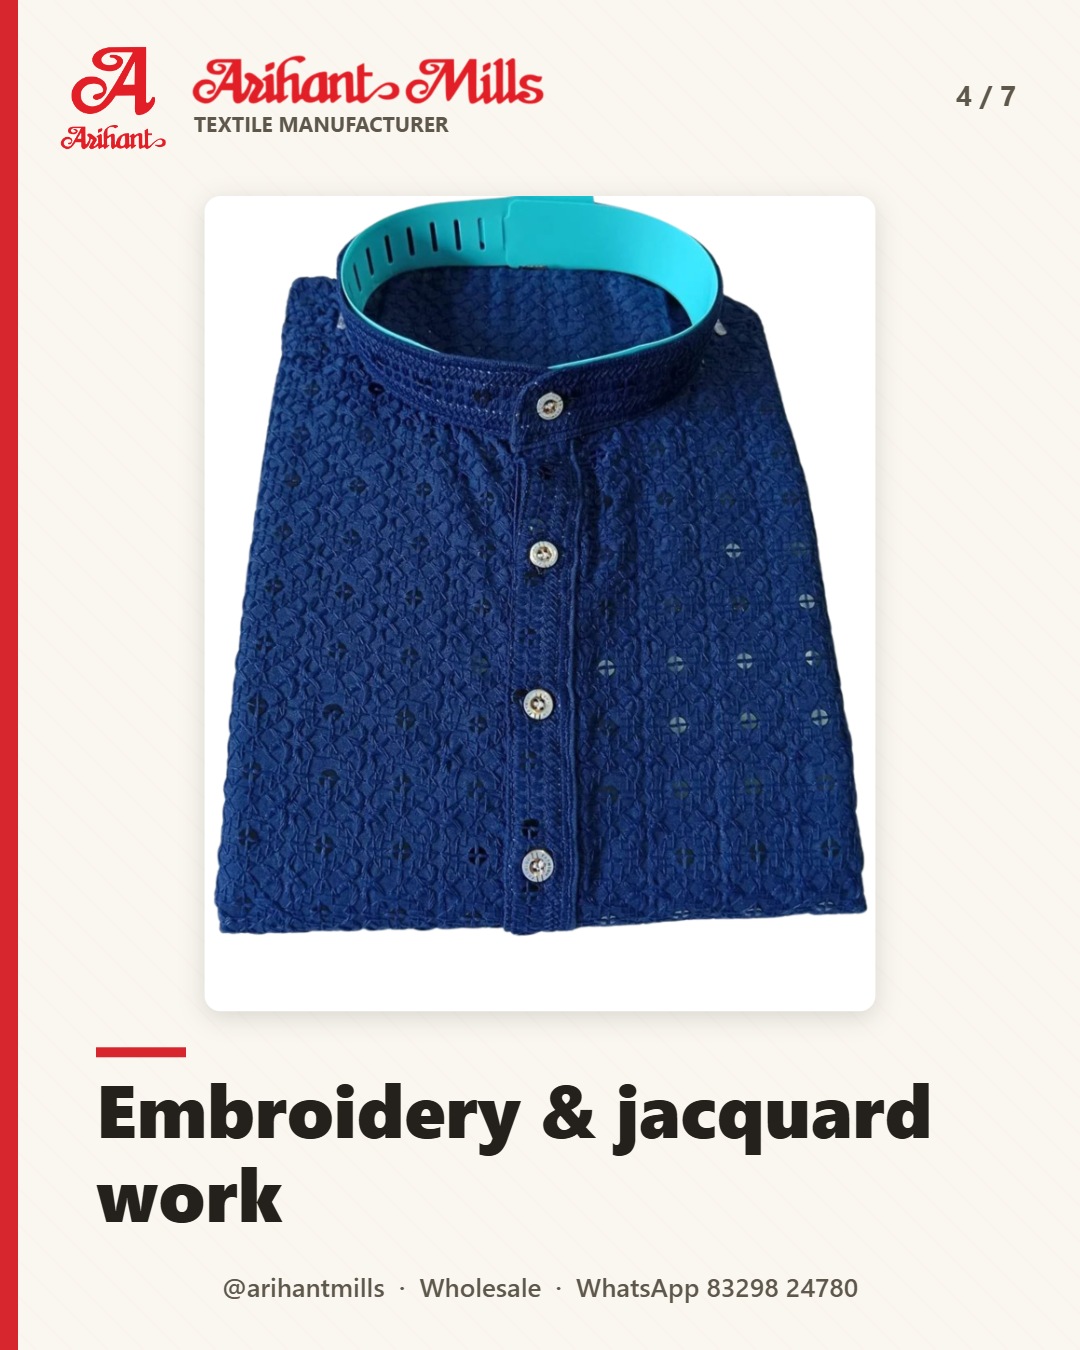 A
Arihant
Arihant Mills
TEXTILE MANUFACTURER
4 / 7
Embroidery & jacquard
work
@arihantmills · Wholesale · WhatsApp 83298 24780